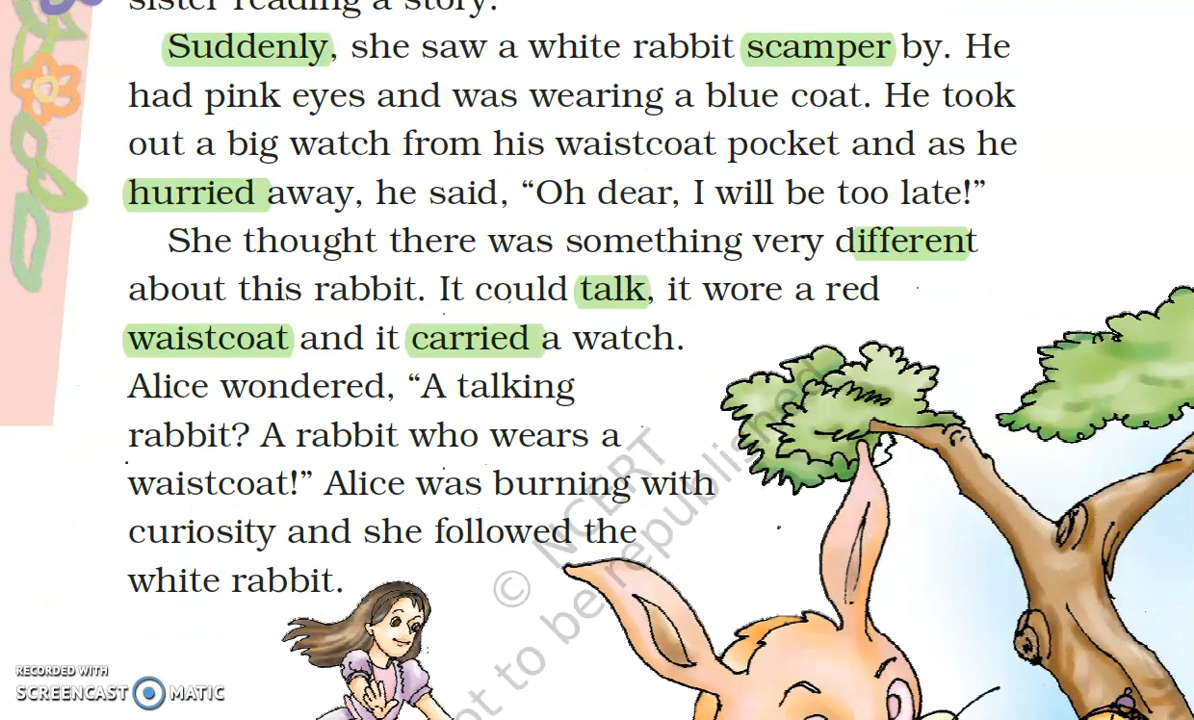 sister reading a story.
Suddenly, she saw a white rabbit scamper by. He
had pink eyes and was wearing a blue coat. He took
out a big watch from his waistcoat pocket and as he
hurried away, he said, “Oh dear, I will be too late!”
She thought there was something very different
about this rabbit. It could talk, it wore a red
waistcoat and it carried a watch.
Alice wondered, “A talking
rabbit? A rabbit who wears a
waistcoat!” Alice was burning with
curiosity and she followed the
white rabbit.
© NCERT
not to be republished
RECORDED WITH
SCREENCAST MATIC